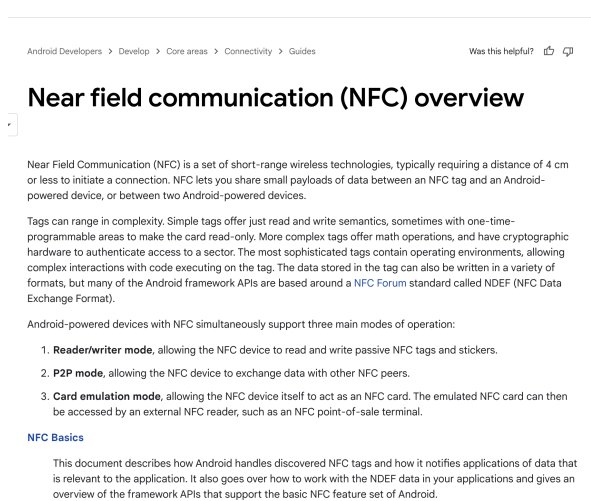 Android Developers > Develop > Core areas > Connectivity > Guides
Was this helpful?
Near field communication (NFC) overview
Near Field Communication (NFC) is a set of short-range wireless technologies, typically requiring a distance of 4 cm
or less to initiate a connection. NFC lets you share small payloads of data between an NFC tag and an Android-
powered device, or between two Android-powered devices.
Tags can range in complexity. Simple tags offer just read and write semantics, sometimes with one-time-
programmable areas to make the card read-only. More complex tags offer math operations, and have cryptographic
hardware to authenticate access to a sector. The most sophisticated tags contain operating environments, allowing
complex interactions with code executing on the tag. The data stored in the tag can also be written in a variety of
formats, but many of the Android framework APIs are based around a NFC Forum standard called NDEF (NFC Data
Exchange Format).
Android-powered devices with NFC simultaneously support three main modes of operation:
1. Reader/writer mode, allowing the NFC device to read and write passive NFC tags and stickers.
2. P2P mode, allowing the NFC device to exchange data with other NFC peers.
3. Card emulation mode, allowing the NFC device itself to act as an NFC card. The emulated NFC card can then
be accessed by an external NFC reader, such as an NFC point-of-sale terminal.
NFC Basics
This document describes how Android handles discovered NFC tags and how it notifies applications of data that
is relevant to the application. It also goes over how to work with the NDEF data in your applications and gives an
overview of the framework APIs that support the basic NFC feature set of Android.